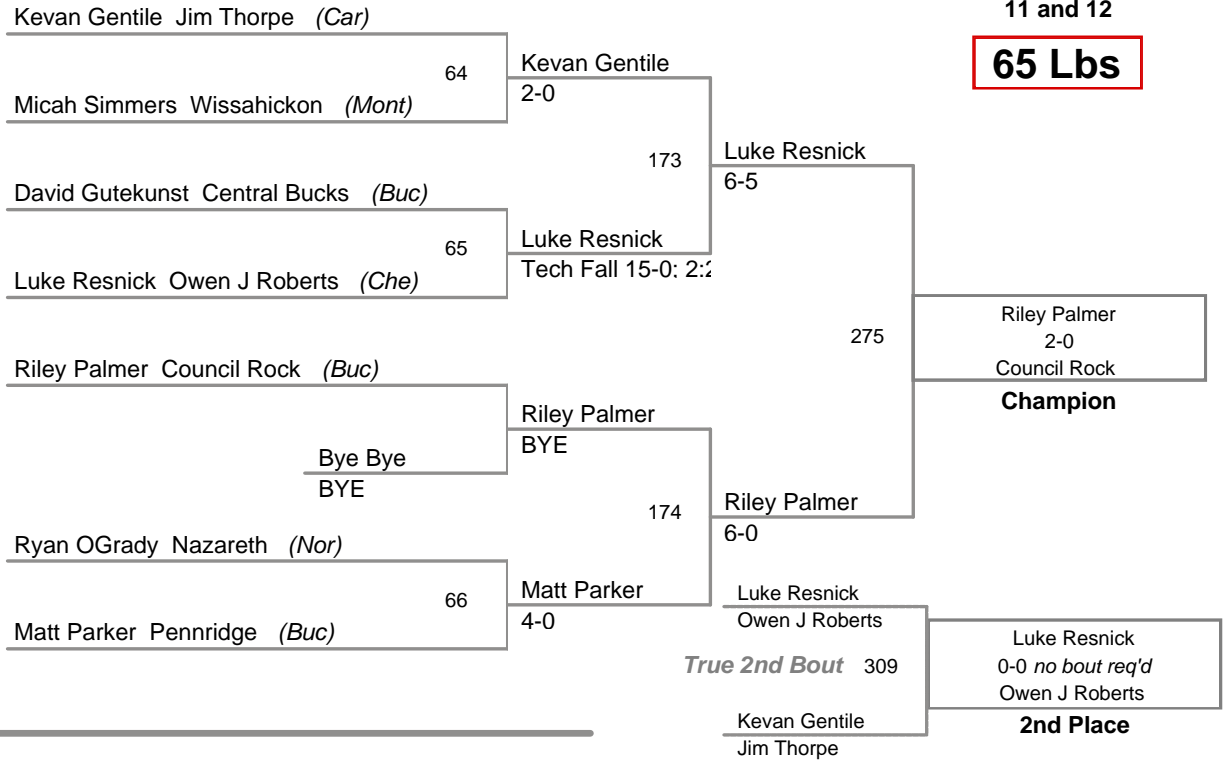 11 and 12
65 Lbs
Kevan Gentile Jim Thorpe (Car)
64
Micah Simmers Wissahickon (Mont)
Kevan Gentile
2-0
173
David Gutekunst Central Bucks (Buc)
65
Luke Resnick Owen J Roberts (Che)
Luke Resnick
Tech Fall 15-0; 2:2
Luke Resnick
6-5
275
Riley Palmer Council Rock (Buc)
Bye Bye
BYE
Riley Palmer
BYE
174
Ryan OGrady Nazareth (Nor)
66
Matt Parker Pennridge (Buc)
Matt Parker
4-0
Riley Palmer
6-0
Riley Palmer
2-0
Council Rock
Champion
Luke Resnick
Owen J Roberts
True 2nd Bout 309
Kevan Gentile
Jim Thorpe
Luke Resnick
0-0 no bout req'd
Owen J Roberts
2nd Place